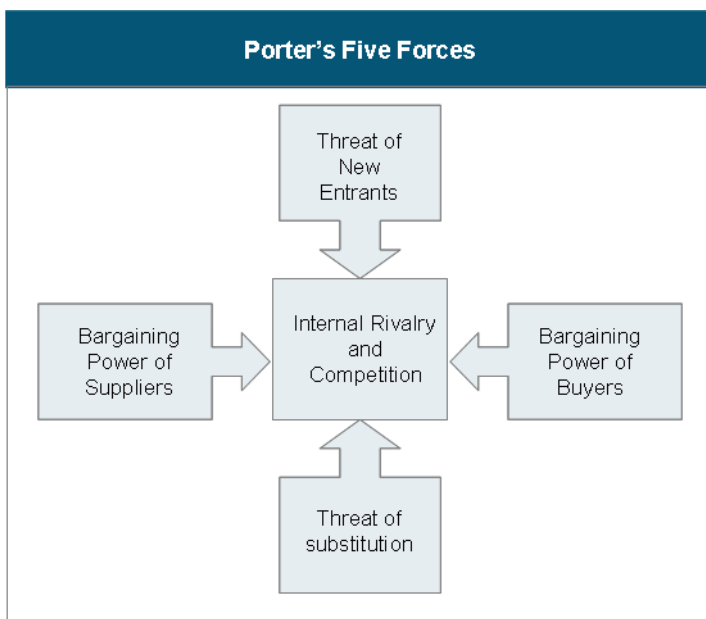 Porter's Five Forces
Threat of
New
Entrants
Bargaining
Power of
Suppliers
Internal Rivalry
and
Competition
Bargaining
Power of
Buyers
Threat of
substitution